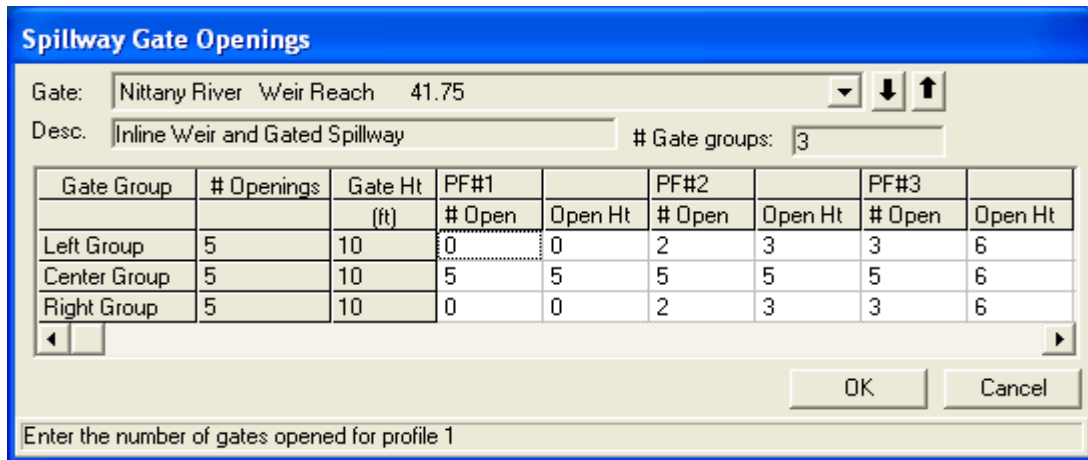 Spillway Gate Openings
Gate: Nittany River Weir Reach 41.75
Desc. Inline Weir and Gated Spillway # Gate groups: 3
Gate Group # Openings Gate Ht PF#1 PF#2 PF#3
(ft) # Open Open Ht # Open Open Ht # Open Open Ht
Left Group 5 10 0 0 2 3 3 6
Center Group 5 10 5 5 5 5 5 6
Right Group 5 10 0 0 2 3 3 6
OK Cancel
Enter the number of gates opened for profile 1